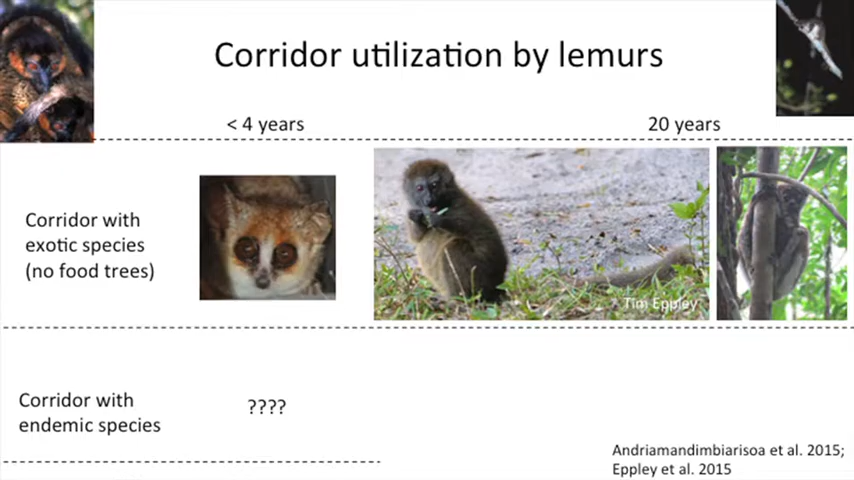 Corridor utilization by lemurs
< 4 years
20 years
Corridor with
exotic species
(no food trees)
Tim Eppley
Corridor with
endemic species
????
Andriamandimbiarisoa et al. 2015;
Eppley et al. 2015